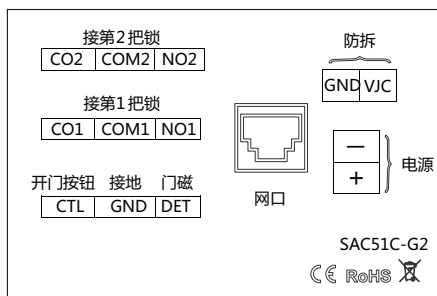 接第2把锁
CO2 COM2 NO2
接第1把锁
CO1 COM1 NO1
开门按钮 接地 门磁
CTL GND DET
网口
防拆
GND VJC
—
+
电源
SAC51C-G2
CE RoHS